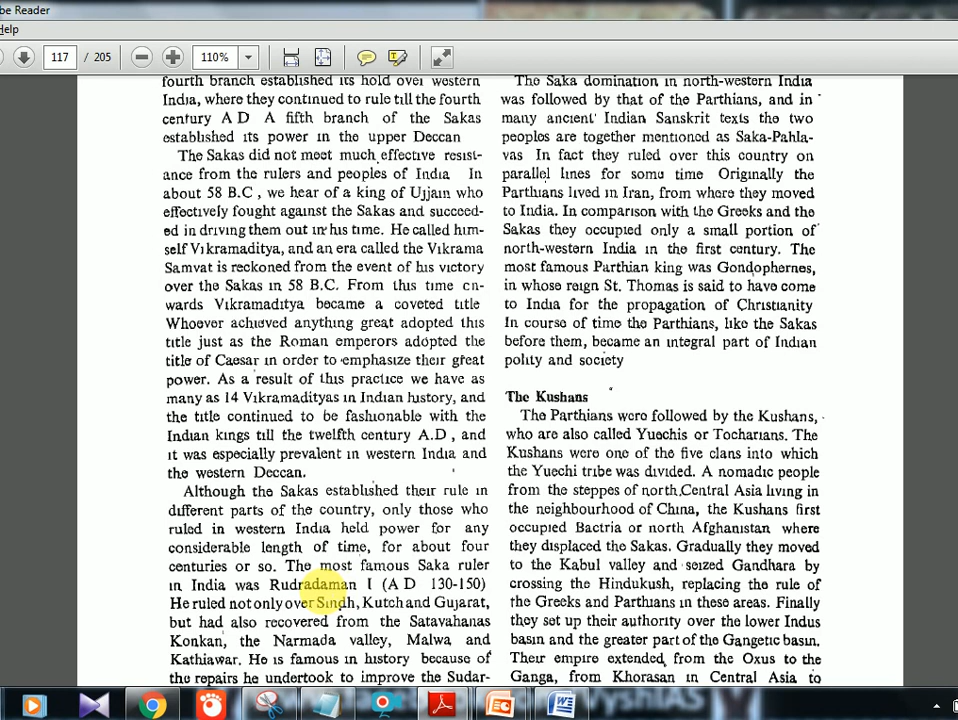 be Reader
Help
117 / 205 110%
fourth branch established its hold over western
India, where they continued to rule till the fourth
century A D A fifth branch of the Sakas
established its power in the upper Deccan
The Sakas did not meet much effective resist-
ance from the rulers and peoples of India In
about 58 B.C , we hear of a king of Ujjain who
effectively fought against the Sakas and succeed-
ed in driving them out in his time. He called him-
self Vikramaditya, and an era called the Vikrama
Samvat is reckoned from the event of his victory
over the Sakas in 58 B.C. From this time on-
wards Vikramaditya became a coveted title
Whoever achieved anything great adopted this
title just as the Roman emperors adopted the
title of Caesar in order to emphasize their great
power. As a result of this practice we have as
many as 14 Vikramadityas in Indian history, and
the title continued to be fashionable with the
Indian kings till the twelfth century A.D , and
it was especially prevalent in western India and
the western Deccan.
Although the Sakas established their rule in
different parts of the country, only those who
ruled in western India held power for any
considerable length of time, for about four
centuries or so. The most famous Saka ruler
in India was Rudradaman I (A D 130-150)
He ruled not only over Sindh, Kutch and Gujarat,
but had also recovered from the Satavahanas
Konkan, the Narmada valley, Malwa and
Kathiawar. He is famous in history because of
the repairs he undertook to improve the Sudar-
The Saka domination in north-western India
was followed by that of the Parthians, and in
many ancient Indian Sanskrit texts the two
peoples are together mentioned as Saka-Pahla-
vas In fact they ruled over this country on
parallel lines for some time Originally the
Parthians lived in Iran, from where they moved
to India. In comparison with the Greeks and the
Sakas they occupied only a small portion of
north-western India in the first century. The
most famous Parthian king was Gondophernes,
in whose reign St. Thomas is said to have come
to India for the propagation of Christianity
In course of time the Parthians, like the Sakas
before them, became an integral part of Indian
polity and society
The Kushans
The Parthians were followed by the Kushans,
who are also called Yuechis or Tocharians. The
Kushans were one of the five clans into which
the Yuechi tribe was divided. A nomadic people
from the steppes of north Central Asia living in
the neighbourhood of China, the Kushans first
occupied Bactria or north Afghanistan where
they displaced the Sakas. Gradually they moved
to the Kabul valley and seized Gandhara by
crossing the Hindukush, replacing the rule of
the Greeks and Parthians in these areas. Finally
they set up their authority over the lower Indus
basin and the greater part of the Gangetic basin.
Their empire extended from the Oxus to the
Ganga, from Khorasan in Central Asia to